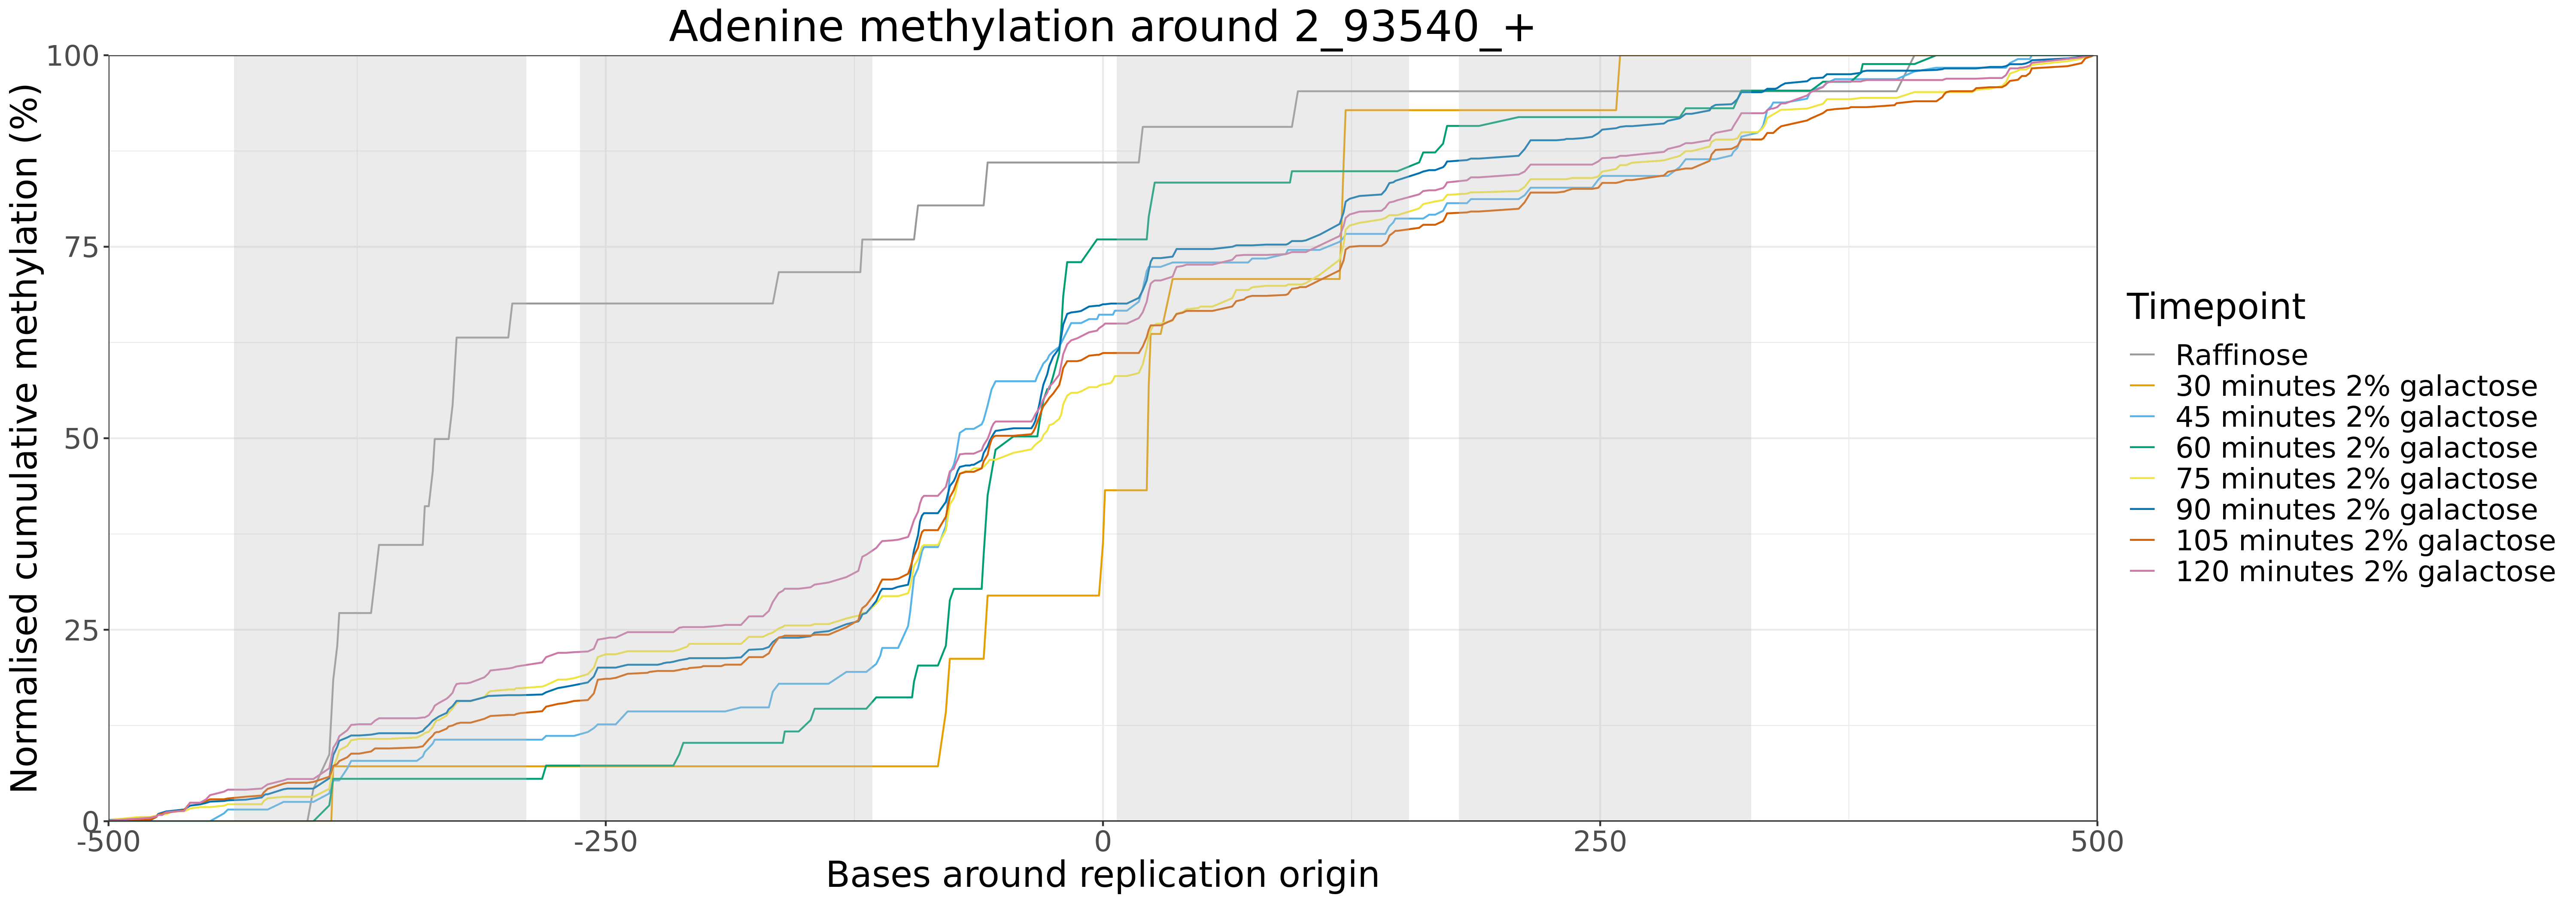 Adenine methylation around 2_93540_+
Normalised cumulative methylation (%)
100
75
50
25
0
-500
-250
0
250
500
Bases around replication origin
Timepoint
Raffinose
30 minutes 2% galactose
45 minutes 2% galactose
60 minutes 2% galactose
75 minutes 2% galactose
90 minutes 2% galactose
105 minutes 2% galactose
120 minutes 2% galactose